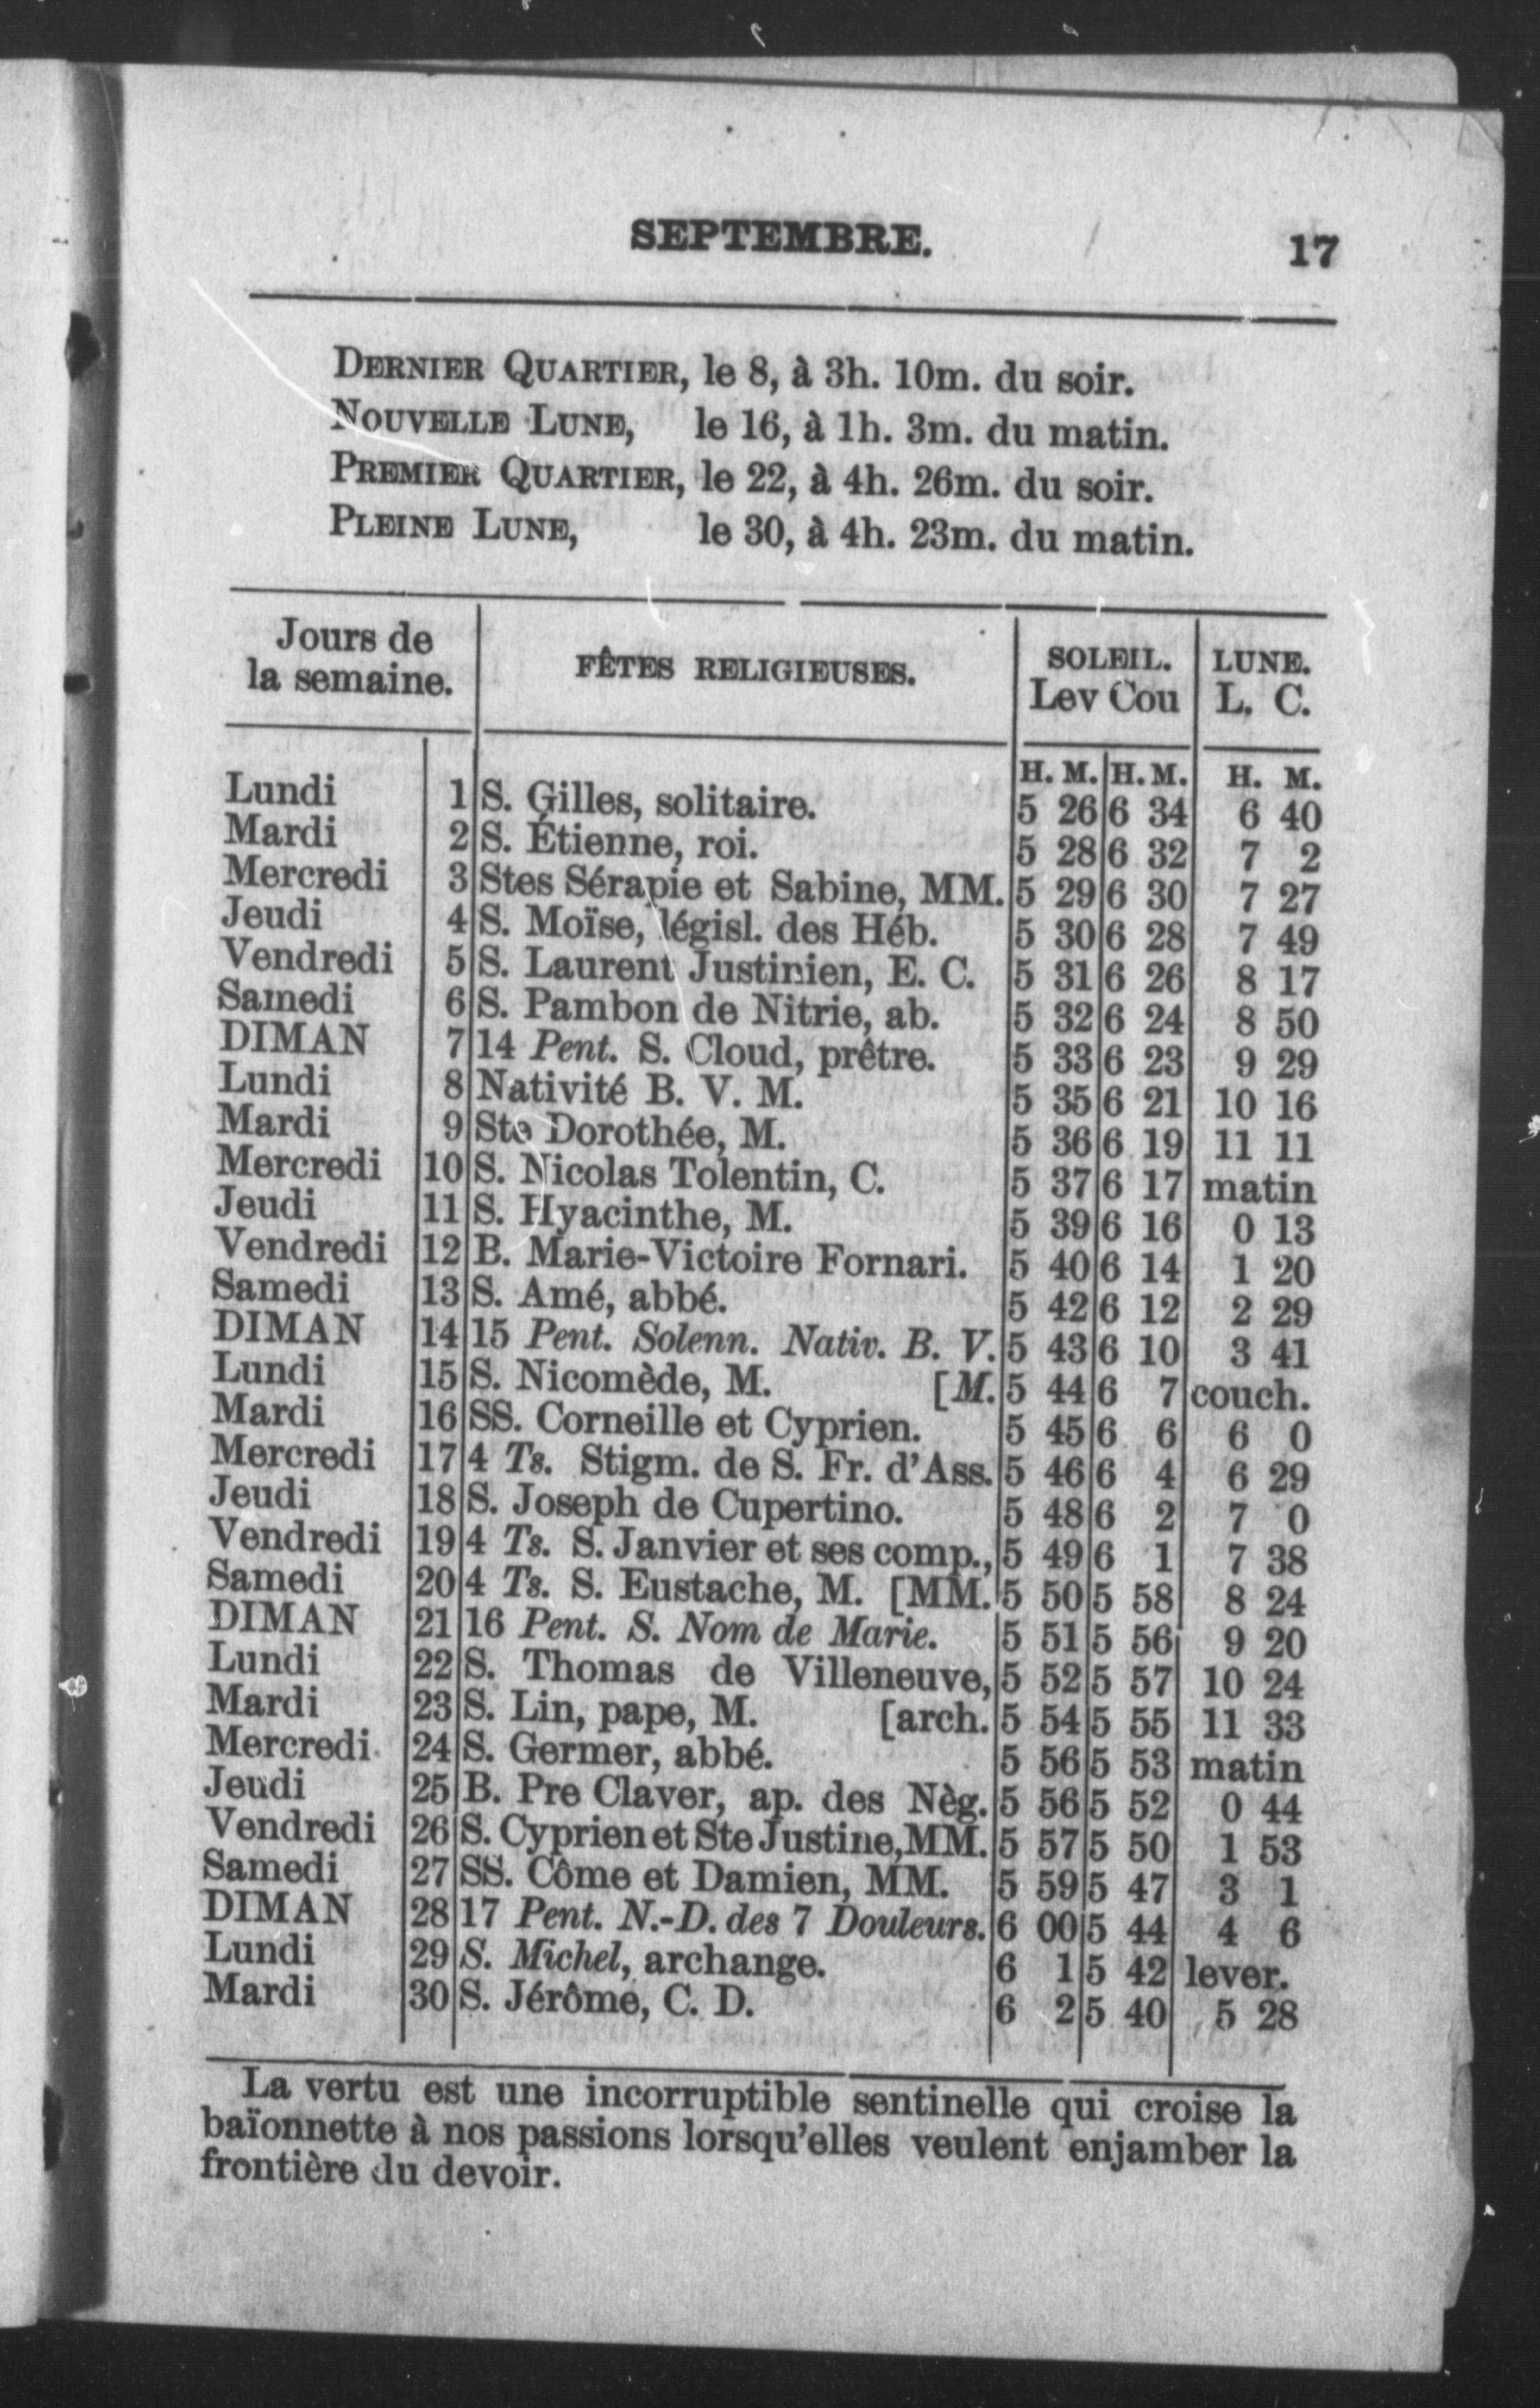 SEPTEMBRE. 17
DERNIER QUARTIER, le 8, à 3h. 10m. du soir.
NOUVELLE LUNE, le 16, à 1h. 3m. du matin.
PREMIER QUARTIER, le 22, à 4h. 26m. du soir.
PLEINE LUNE, le 30, à 4h. 23m. du matin.
Jours de la semaine. FÊTES RELIGIEUSES. SOLEIL. LUNE.
Lev Cou L. C.
H. M. H. M. H. M.
Lundi 1 S. Gilles, solitaire. 5 26 6 34 6 40
Mardi 2 S. Étienne, roi. 5 28 6 32 7 2
Mercredi 3 Stes Sérapie et Sabine, MM. 5 29 6 30 7 27
Jeudi 4 S. Moïse, législ. des Héb. 5 30 6 28 7 49
Vendredi 5 S. Laurent Justinien, E. C. 5 31 6 26 8 17
Samedi 6 S. Pambon de Nitrie, ab. 5 32 6 24 8 50
DIMAN 7 14 Pent. S. Cloud, prêtre. 5 33 6 23 9 29
Lundi 8 Nativité B. V. M. 5 35 6 21 10 16
Mardi 9 Ste Dorothée, M. 5 36 6 19 11 11
Mercredi 10 S. Nicolas Tolentin, C. 5 37 6 17 matin
Jeudi 11 S. Hyacinthe, M. 5 39 6 16 0 13
Vendredi 12 B. Marie-Victoire Fornari. 5 40 6 14 1 20
Samedi 13 S. Amé, abbé. 5 42 6 12 2 29
DIMAN 14 15 Pent. Solenn. Nativ. B. V. 5 43 6 10 3 41
Lundi 15 S. Nicomède, M. [M. 5 44 6 7 couch.
Mardi 16 SS. Corneille et Cyprien. 5 45 6 6 6 0
Mercredi 17 4 Ts. Stigm. de S. Fr. d'Ass. 5 46 6 4 6 29
Jeudi 18 S. Joseph de Cupertino. 5 48 6 2 7 0
Vendredi 19 4 Ts. S. Janvier et ses comp., 5 49 6 1 7 38
Samedi 20 4 Ts. S. Eustache, M. [MM. 5 50 5 58 8 24
DIMAN 21 16 Pent. S. Nom de Marie. 5 51 5 56 9 20
Lundi 22 S. Thomas de Villeneuve, 5 52 5 57 10 24
Mardi 23 S. Lin, pape, M. [arch. 5 54 5 55 11 33
Mercredi 24 S. Germer, abbé. 5 56 5 53 matin
Jeudi 25 B. Pre Claver, ap. des Nèg. 5 56 5 52 0 44
Vendredi 26 S. Cyprien et Ste Justine, MM. 5 57 5 50 1 53
Samedi 27 SS. Côme et Damien, MM. 5 59 5 47 3 1
DIMAN 28 17 Pent. N.-D. des 7 Douleurs. 6 00 5 44 4 6
Lundi 29 S. Michel, archange. 6 1 5 42 lever.
Mardi 30 S. Jérôme, C. D. 6 2 5 40 5 28
La vertu est une incorruptible sentinelle qui croise la
baïonnette à nos passions lorsqu'elles veulent enjamber la
frontière du devoir.